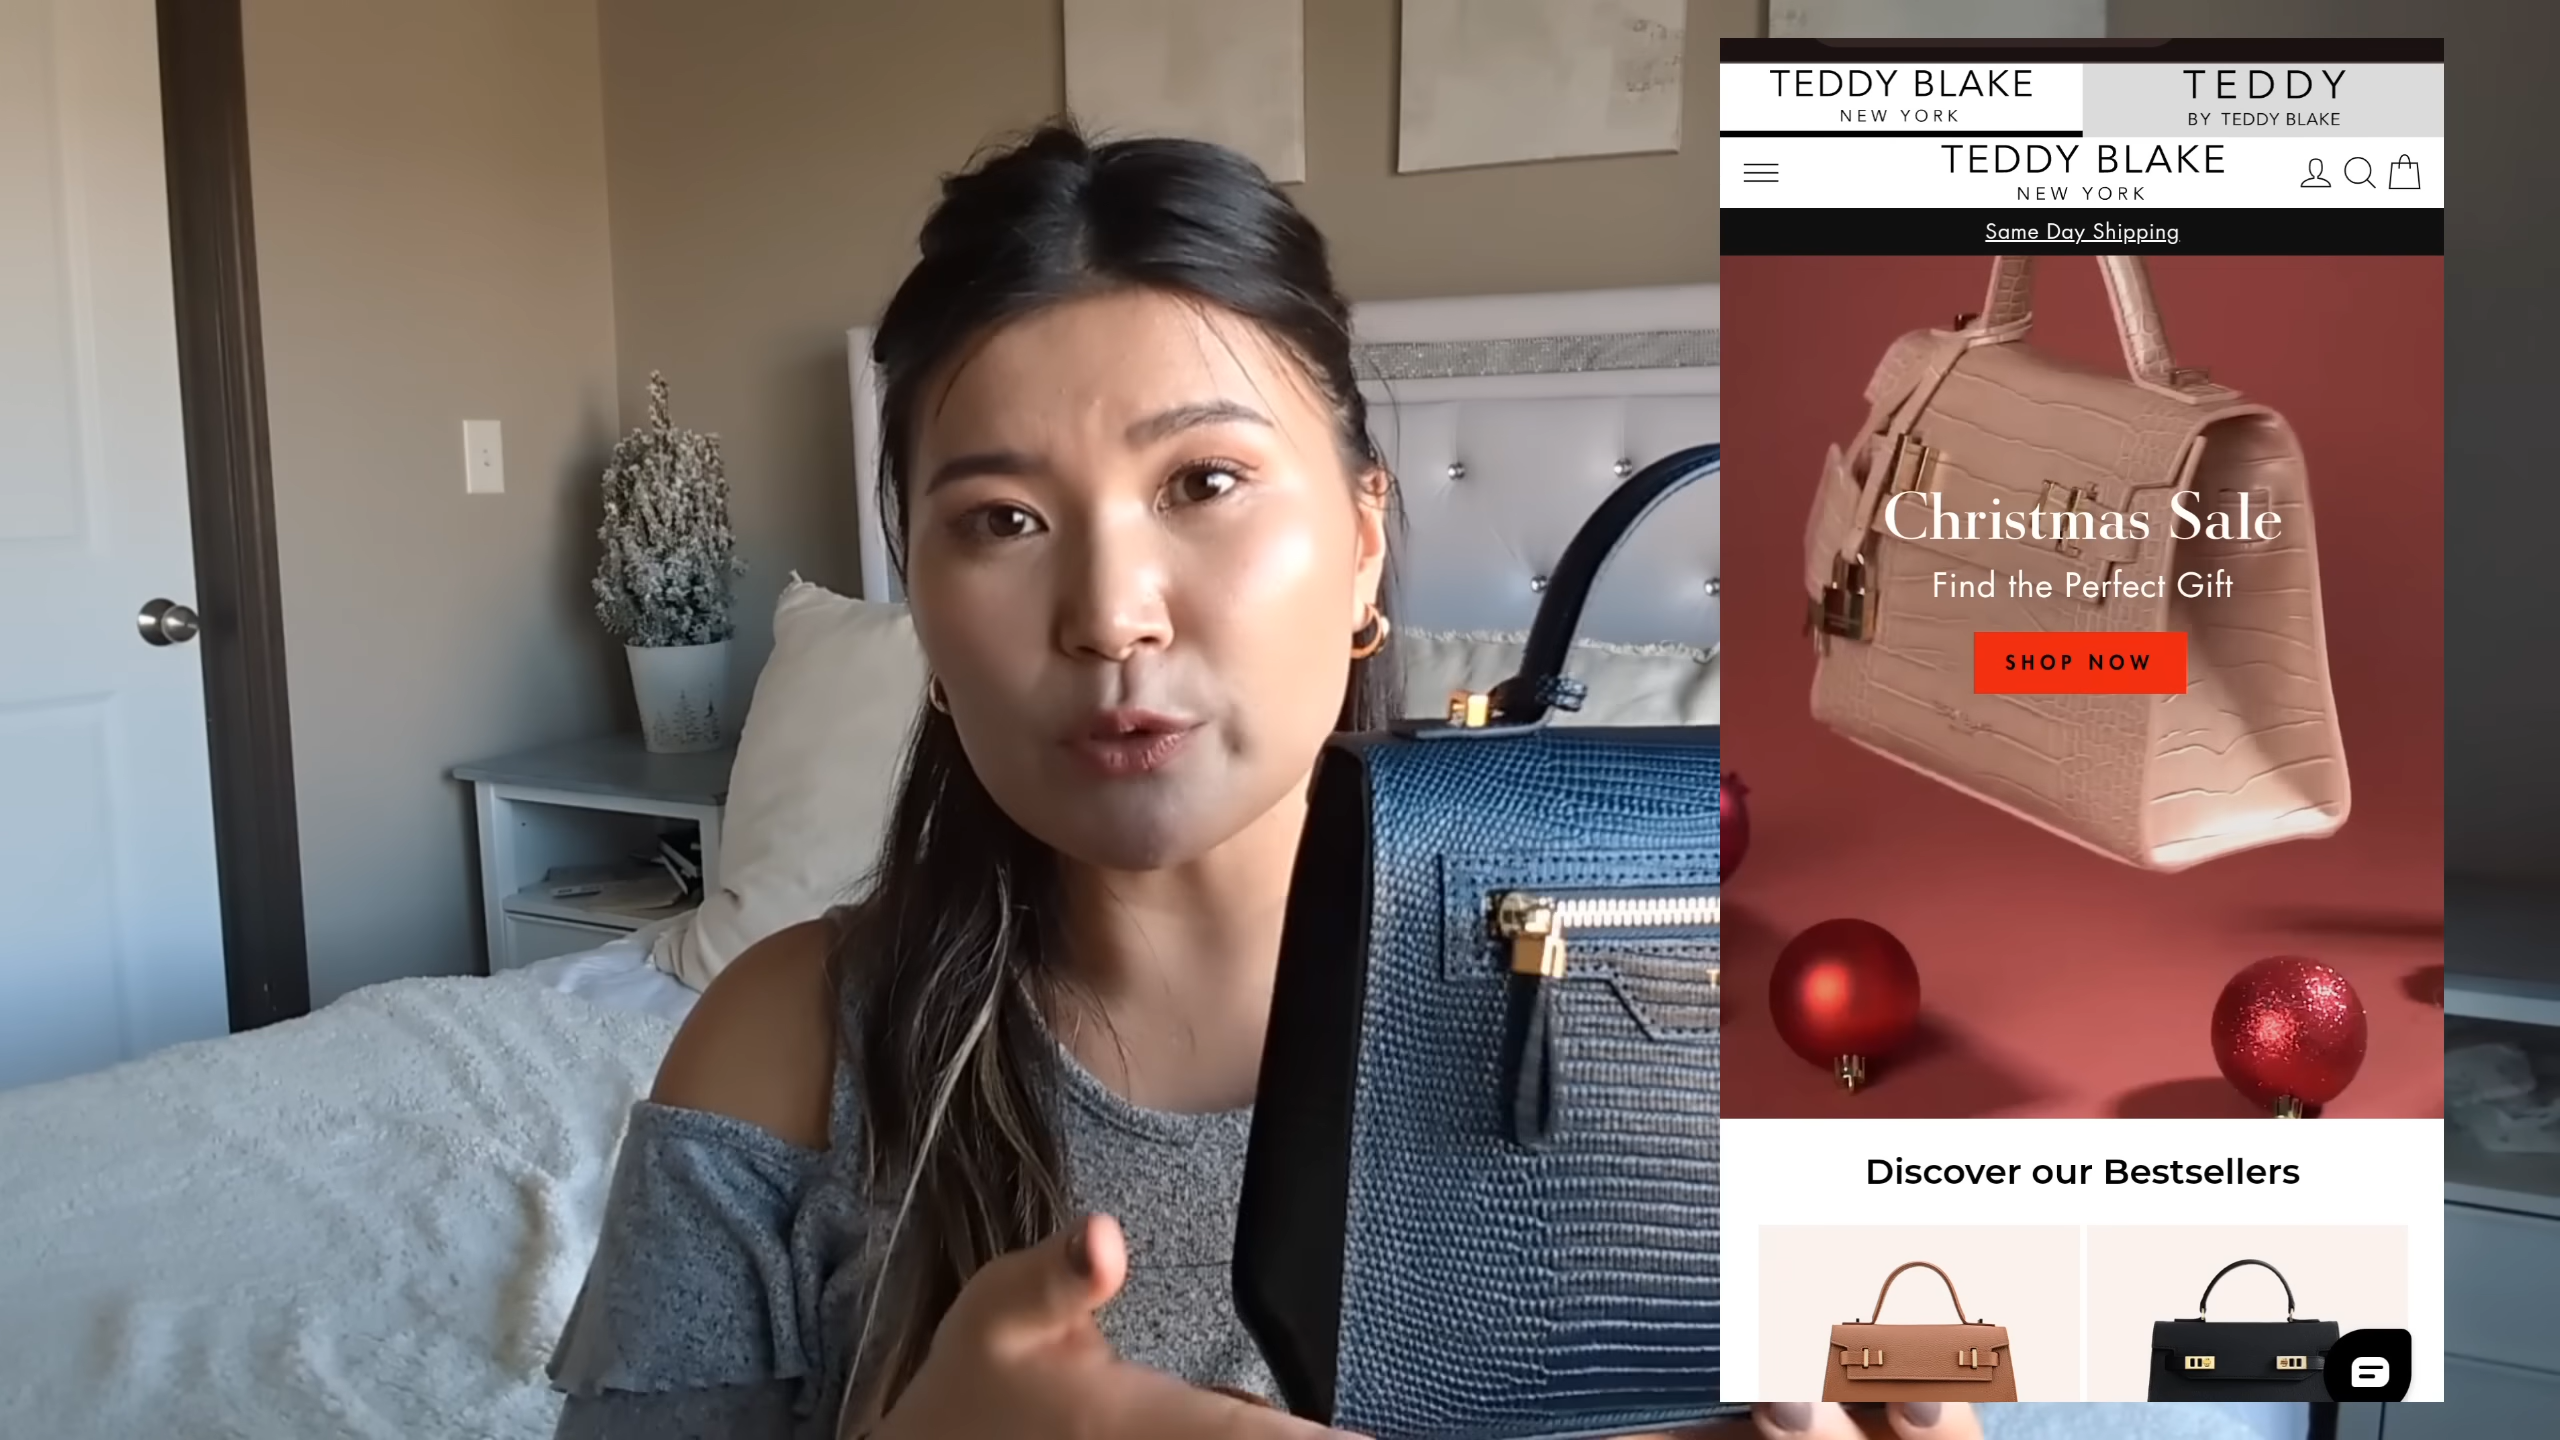 TEDDY BLAKE
NEW YORK
TEDDY
BY TEDDY BLAKE
TEDDY BLAKE
NEW YORK
Same Day Shipping
Christmas Sale
Find the Perfect Gift
SHOP NOW
Discover our Bestsellers